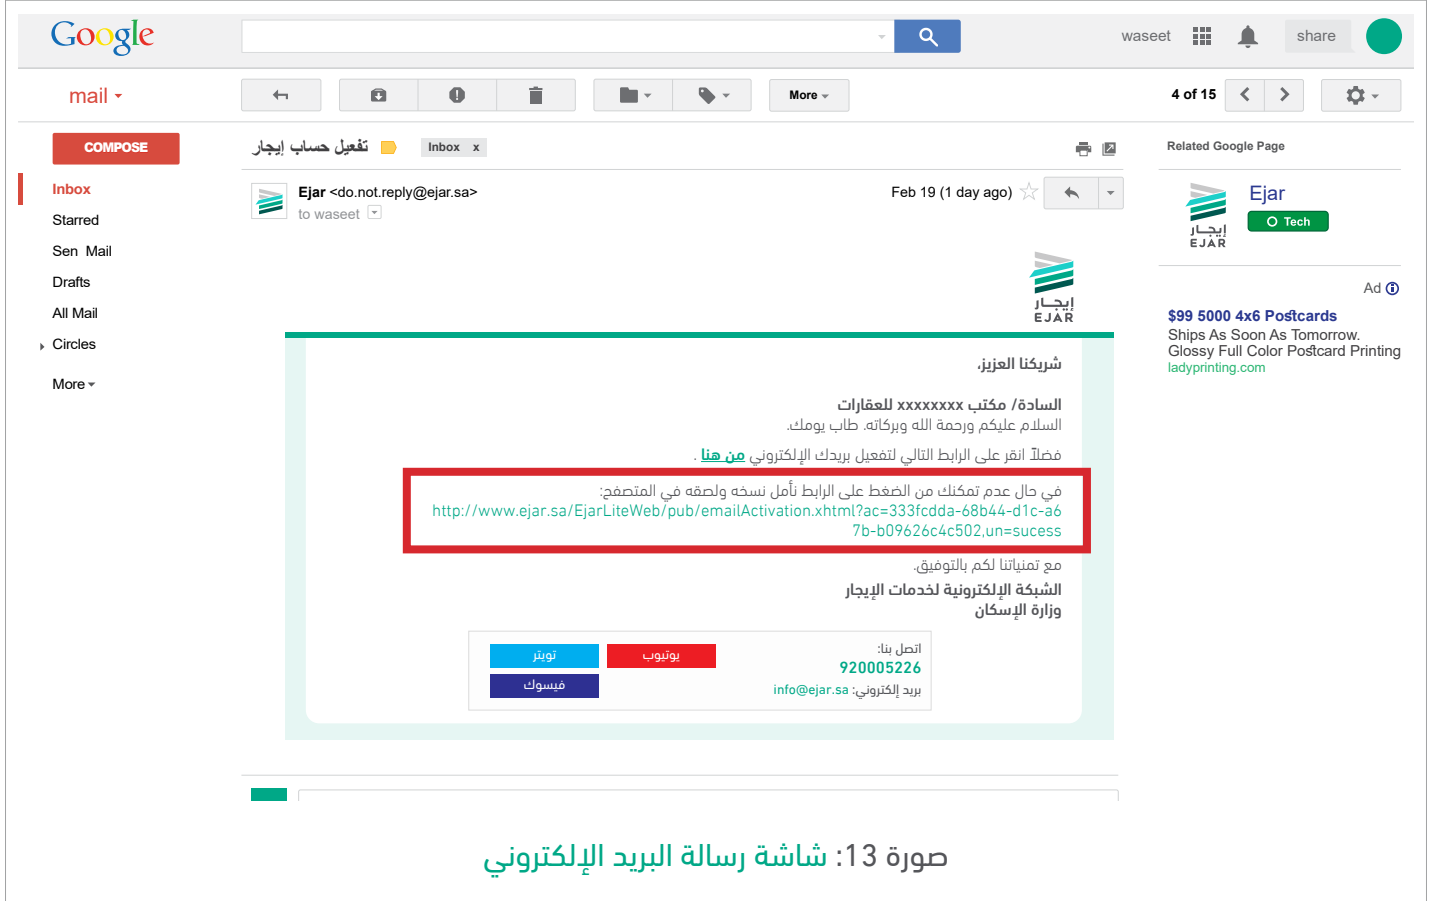 Google
waseet
share
mail
More
4 of 15
COMPOSE
تفعيل حساب إيجار
Inbox x
Related Google Page
Inbox
Starred
Sen Mail
Drafts
All Mail
Circles
More
Ejar <do.not.reply@ejar.sa>
to waseet
Feb 19 (1 day ago)
Ejar
Tech
إيجار
EJAR
Ad
$99 5000 4x6 Postcards
Ships As Soon As Tomorrow.
Glossy Full Color Postcard Printing
ladyprinting.com
إيجار
EJAR
شريكنا العزيز،
السادة/ مكتب xxxxxxxx للعقارات
السلام عليكم ورحمة الله وبركاته. طاب يومك.
فضلاً انقر على الرابط التالي لتفعيل بريدك الإلكتروني من هنا .
في حال عدم تمكنك من الضغط على الرابط نأمل نسخه ولصقه في المتصفح:
http://www.ejar.sa/EjarLiteWeb/pub/emailActivation.xhtml?ac=333fcdda-68b44-d1c-a6
7b-b09626c4c502,un=sucess
مع تمنياتنا لكم بالتوفيق.
الشبكة الإلكترونية لخدمات الإيجار
وزارة الإسكان
اتصل بنا:
920005226
بريد إلكتروني: info@ejar.sa
يوتيوب
تويتر
فيسوك
صورة 13: شاشة رسالة البريد الإلكتروني